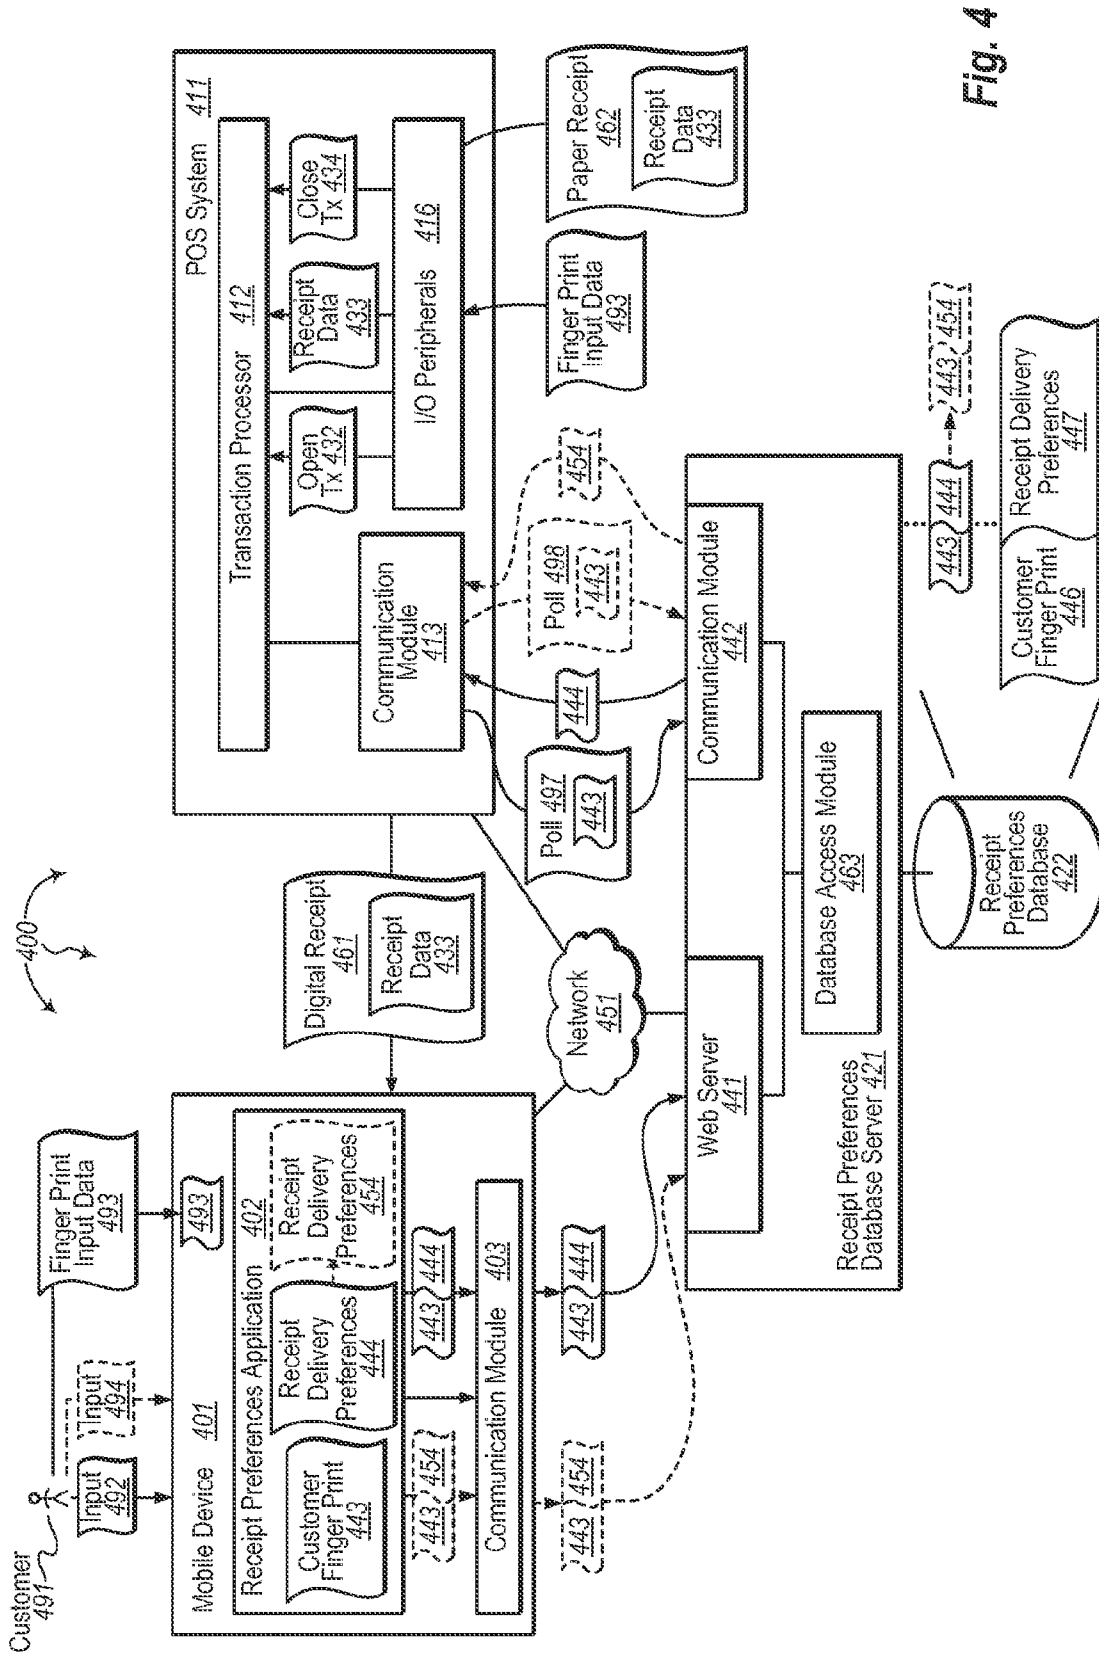 400
Customer
491
Input
492
Input
494
Finger Print
Input Data
493
Mobile Device 401
493
Receipt Preferences Application
402
Customer
Finger Print
443
Receipt
Delivery
Preferences
444
Receipt
Delivery
Preferences
454
443 454
443 444
Communication Module 403
443 454
443 444
Digital Receipt
461
Receipt
Data
433
Network
451
POS System 411
Transaction Processor 412
Open
Tx 432
Receipt
Data
433
Close
Tx 434
Communication
Module
413
I/O Peripherals 416
Poll 497
443
444
Poll 498
443
454
Finger Print
Input Data
493
Paper Receipt
462
Receipt
Data
433
Web Server
441
Communication Module
442
Database Access Module
463
Receipt Preferences
Database Server 421
Receipt
Preferences
Database
422
443 444
443 454
Customer
Finger Print
446
Receipt Delivery
Preferences
447
Fig. 4